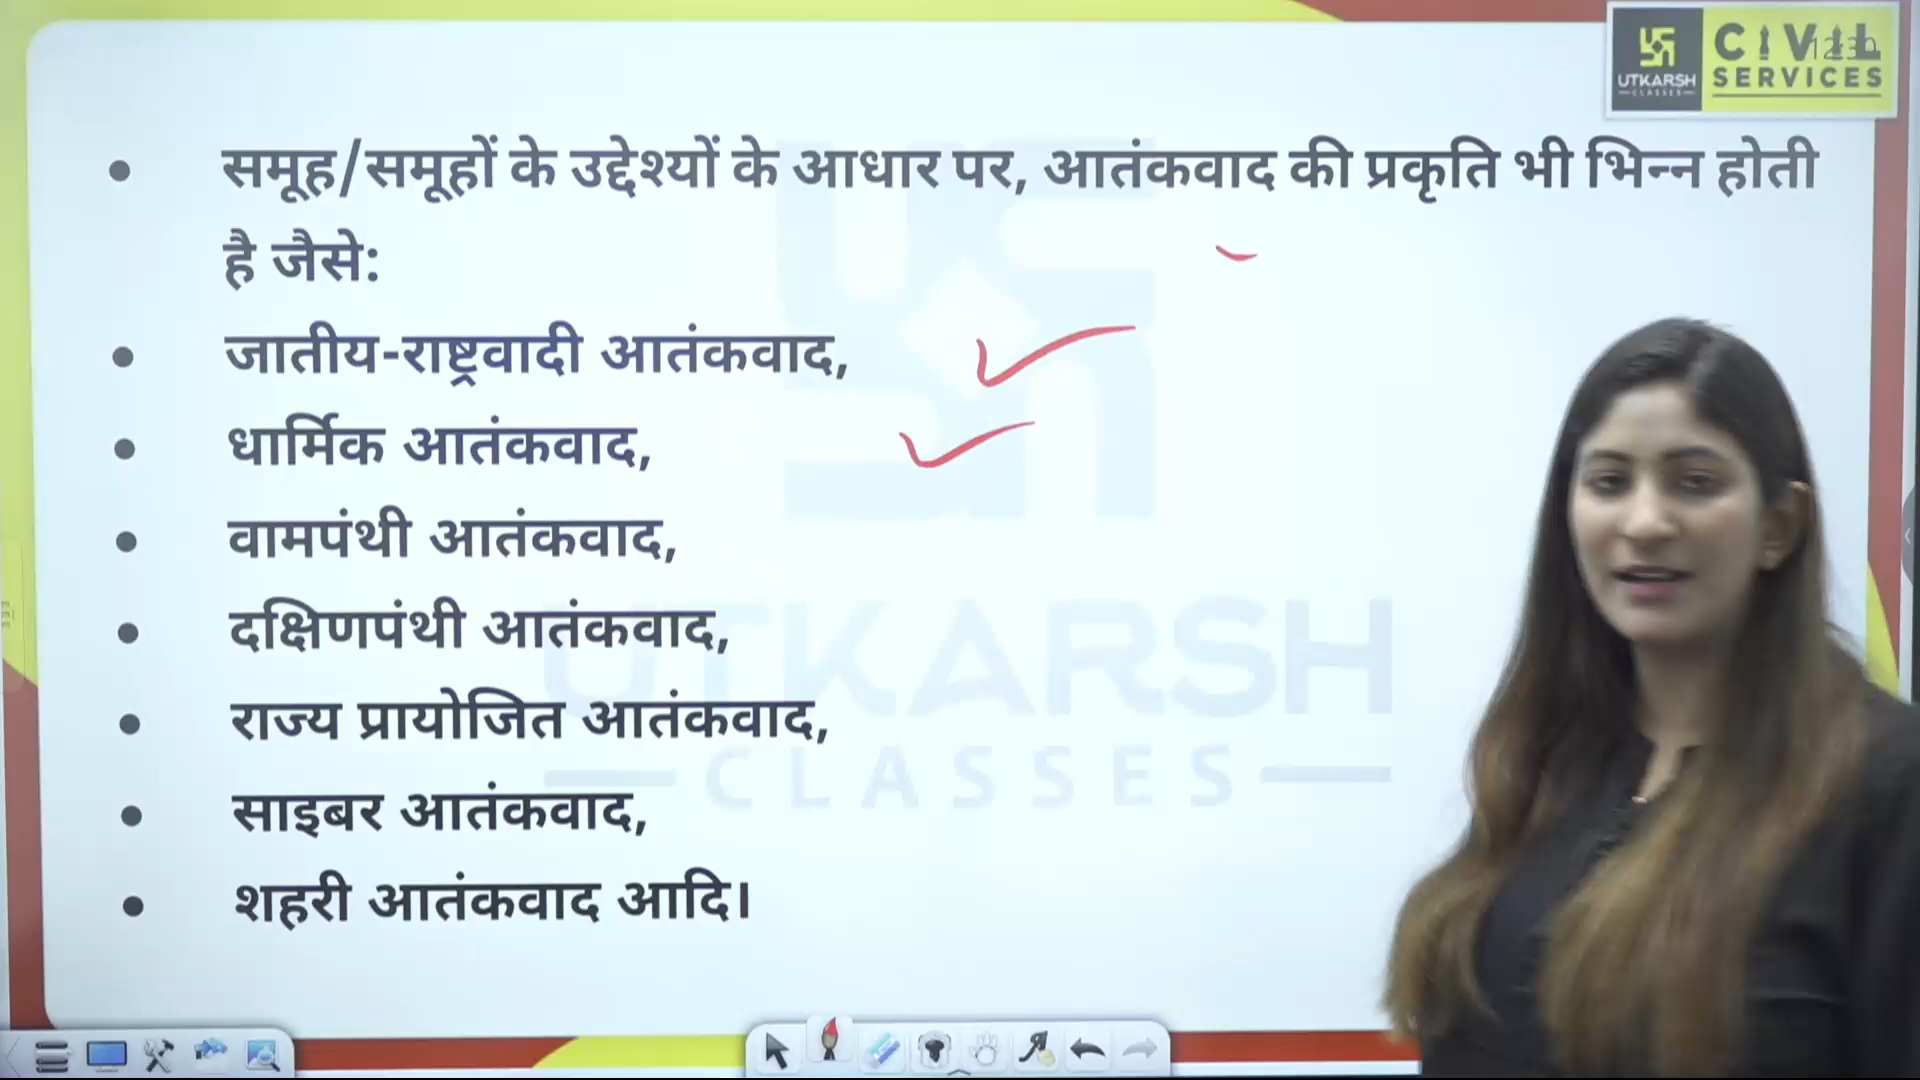 UTKARSH
CLASSES
CIVIL
SERVICES
समूह/समूहों के उद्देश्यों के आधार पर, आतंकवाद की प्रकृति भी भिन्न होती
है जैसे:
जातीय-राष्ट्रवादी आतंकवाद,
धार्मिक आतंकवाद,
वामपंथी आतंकवाद,
दक्षिणपंथी आतंकवाद,
राज्य प्रायोजित आतंकवाद,
साइबर आतंकवाद,
शहरी आतंकवाद आदि।
UTKARSH
CLASSES